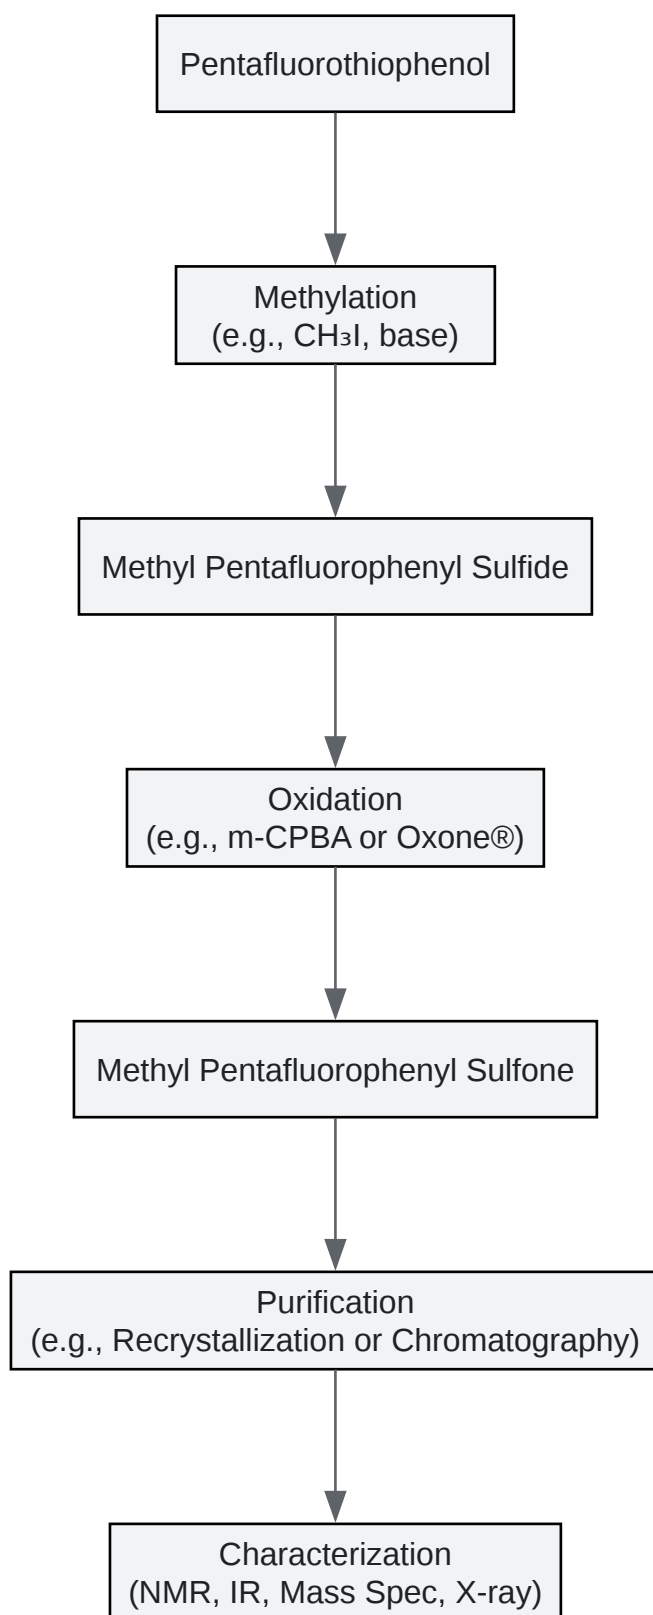 Pentafluorothiophenol
Methylation
(e.g., CH₃I, base)
Methyl Pentafluorophenyl Sulfide
Oxidation
(e.g., m-CPBA or Oxone®)
Methyl Pentafluorophenyl Sulfone
Purification
(e.g., Recrystallization or Chromatography)
Characterization
(NMR, IR, Mass Spec, X-ray)